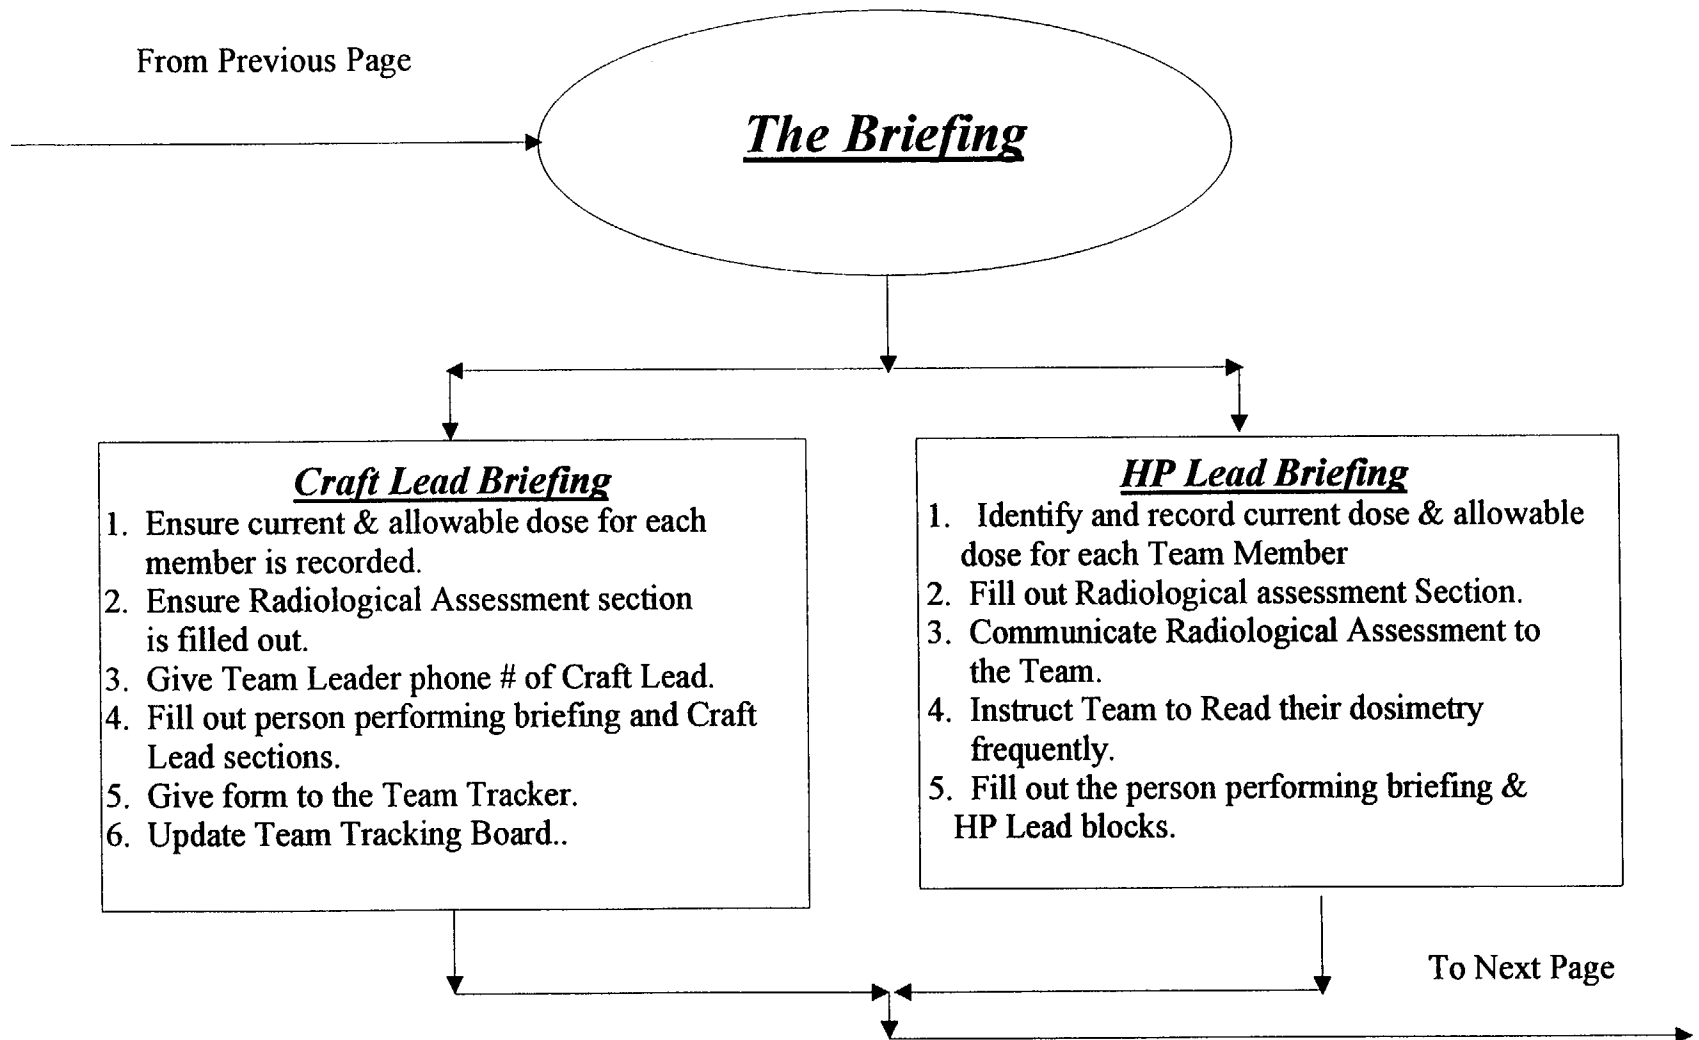 From Previous Page
The Briefing
Craft Lead Briefing
1. Ensure current & allowable dose for each
member is recorded.
2. Ensure Radiological Assessment section
is filled out.
3. Give Team Leader phone # of Craft Lead.
4. Fill out person performing briefing and Craft
Lead sections.
5. Give form to the Team Tracker.
6. Update Team Tracking Board..
HP Lead Briefing
1. Identify and record current dose & allowable
dose for each Team Member
2. Fill out Radiological assessment Section.
3. Communicate Radiological Assessment to
the Team.
4. Instruct Team to Read their dosimetry
frequently.
5. Fill out the person performing briefing &
HP Lead blocks.
To Next Page